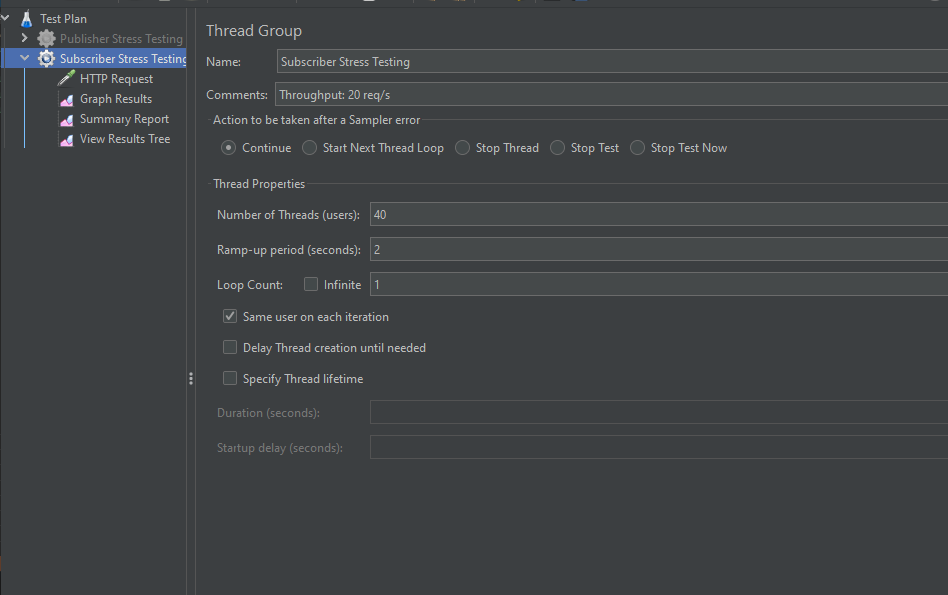 Test Plan
Publisher Stress Testing
Subscriber Stress Testing
HTTP Request
Graph Results
Summary Report
View Results Tree
Thread Group
Name: Subscriber Stress Testing
Comments: Throughput: 20 req/s
Action to be taken after a Sampler error
Continue Start Next Thread Loop Stop Thread Stop Test Stop Test Now
Thread Properties
Number of Threads (users): 40
Ramp-up period (seconds): 2
Loop Count: Infinite 1
Same user on each iteration
Delay Thread creation until needed
Specify Thread lifetime
Duration (seconds):
Startup delay (seconds):